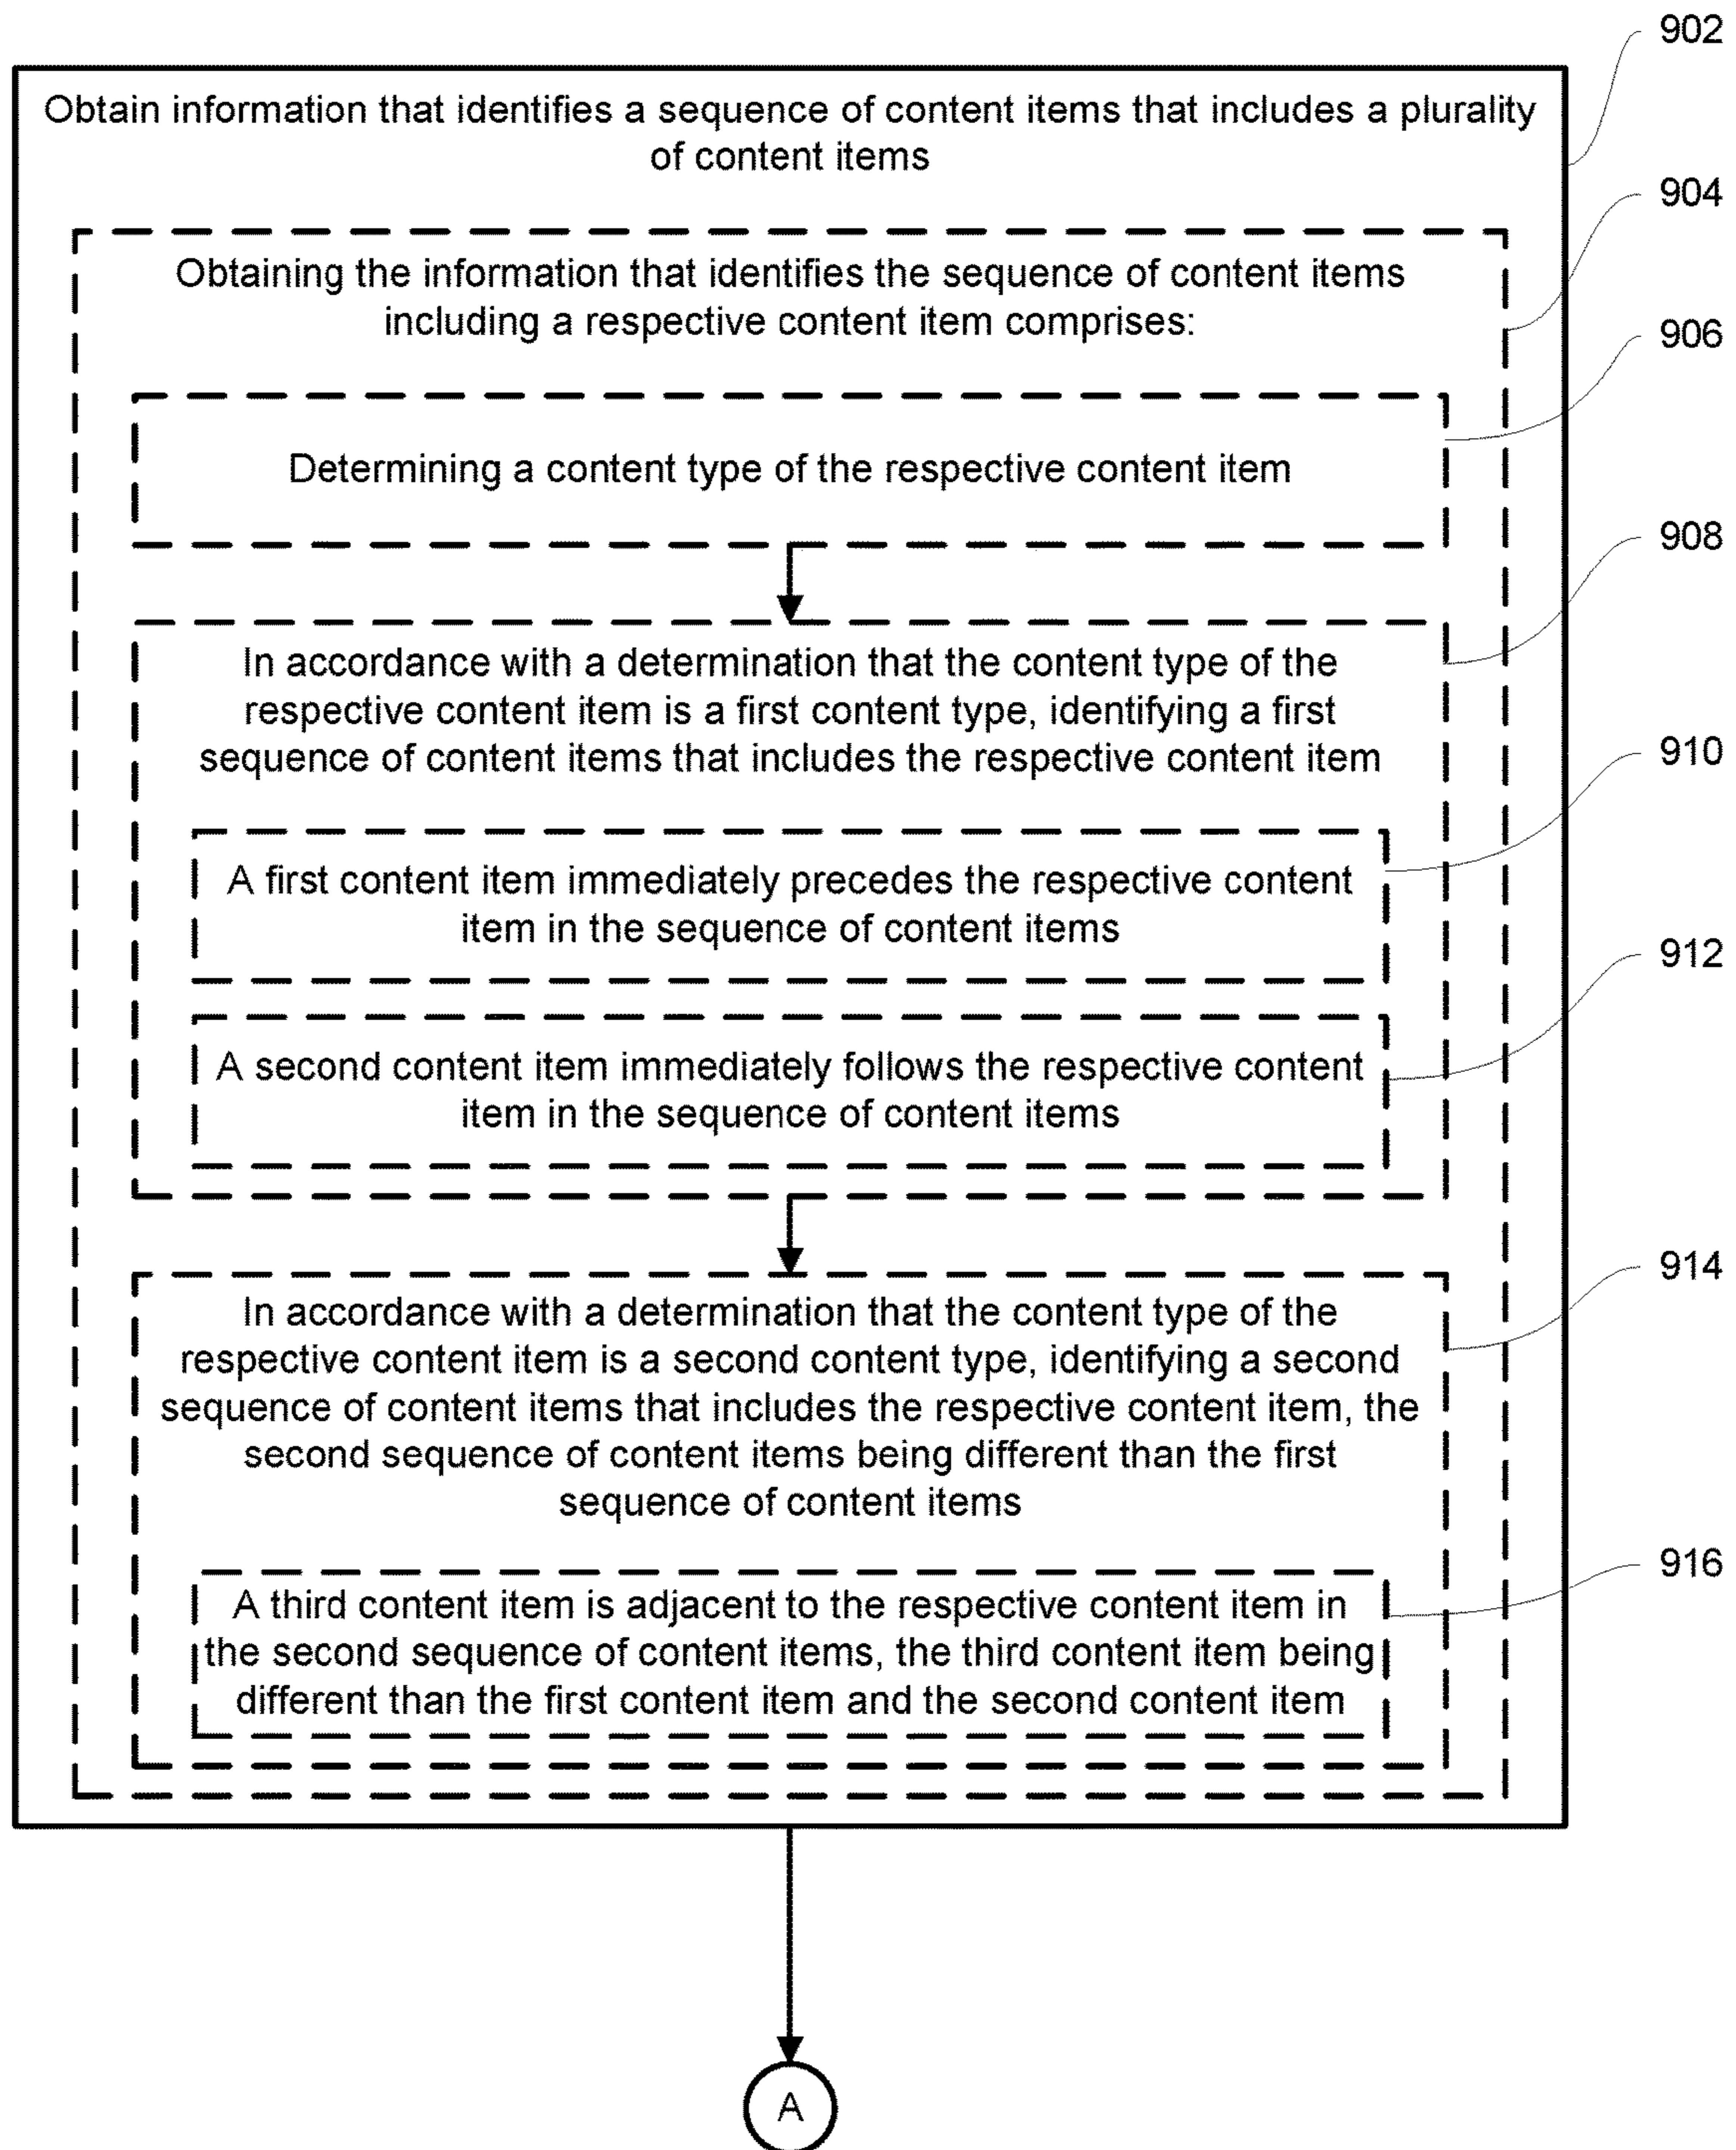 902
Obtain information that identifies a sequence of content items that includes a plurality
of content items
904
Obtaining the information that identifies the sequence of content items
including a respective content item comprises:
906
Determining a content type of the respective content item
908
In accordance with a determination that the content type of the
respective content item is a first content type, identifying a first
sequence of content items that includes the respective content item
910
A first content item immediately precedes the respective content
item in the sequence of content items
912
A second content item immediately follows the respective content
item in the sequence of content items
914
In accordance with a determination that the content type of the
respective content item is a second content type, identifying a second
sequence of content items that includes the respective content item, the
second sequence of content items being different than the first
sequence of content items
916
A third content item is adjacent to the respective content item in
the second sequence of content items, the third content item being
different than the first content item and the second content item
A